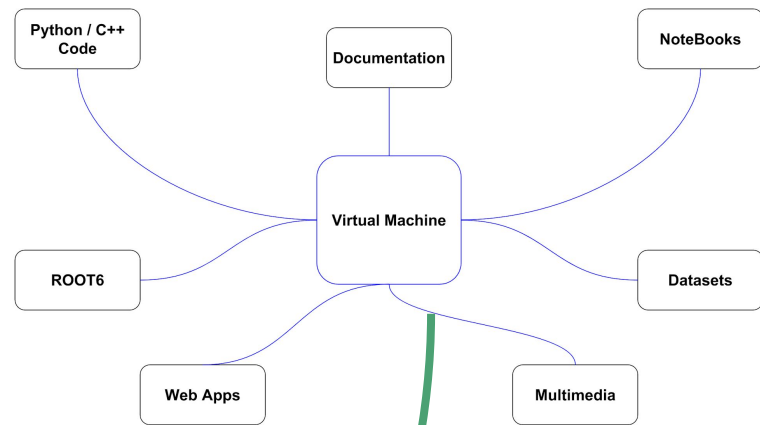 Python / C++
Code
Documentation
NoteBooks
Virtual Machine
ROOT6
Datasets
Web Apps
Multimedia